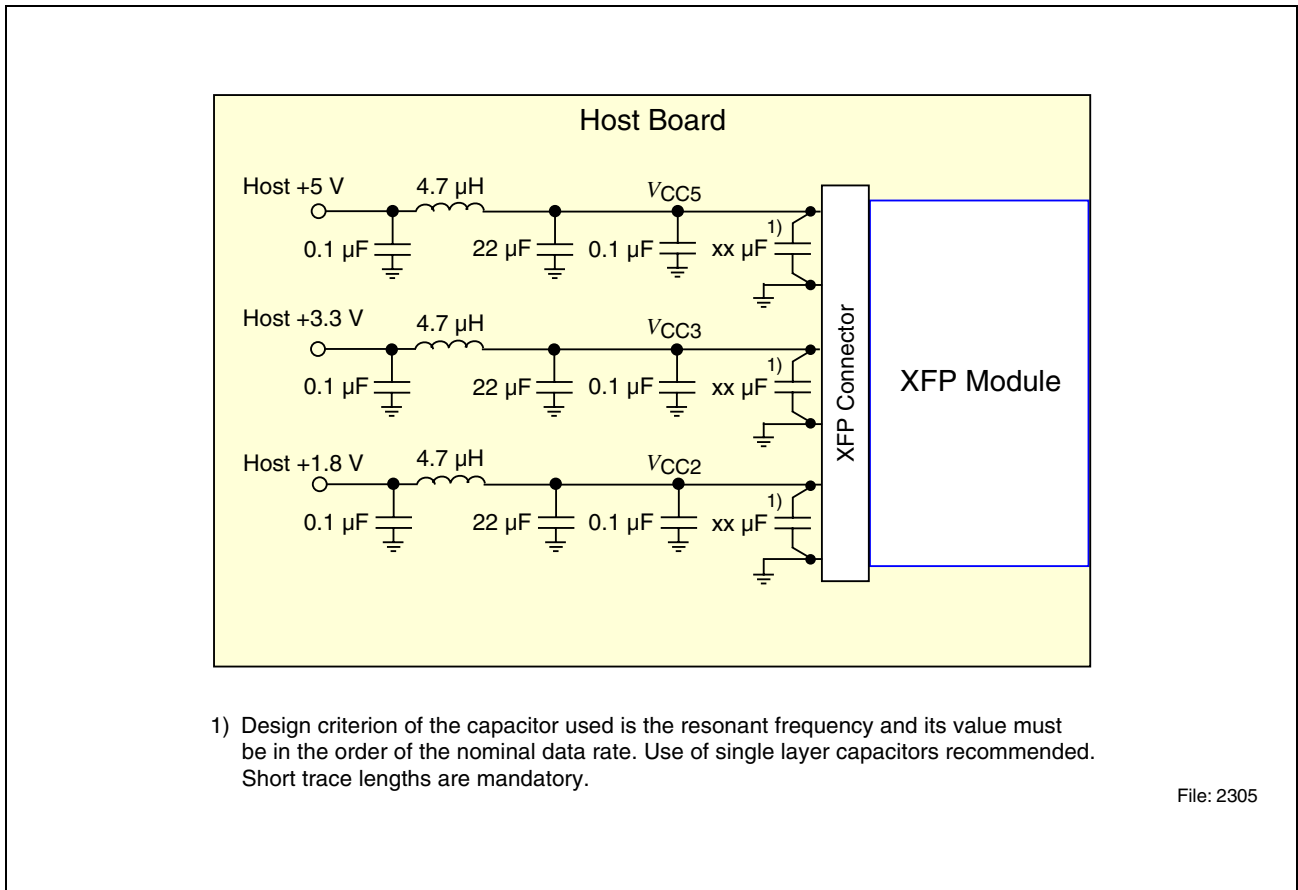 Host Board
Host +5 V
4.7 µH
VCC5
0.1 µF
22 µF
0.1 µF
xx µF
1)
Host +3.3 V
4.7 µH
VCC3
0.1 µF
22 µF
0.1 µF
xx µF
1)
Host +1.8 V
4.7 µH
VCC2
0.1 µF
22 µF
0.1 µF
xx µF
1)
XFP Connector
XFP Module
1) Design criterion of the capacitor used is the resonant frequency and its value must
be in the order of the nominal data rate. Use of single layer capacitors recommended.
Short trace lengths are mandatory.
File: 2305